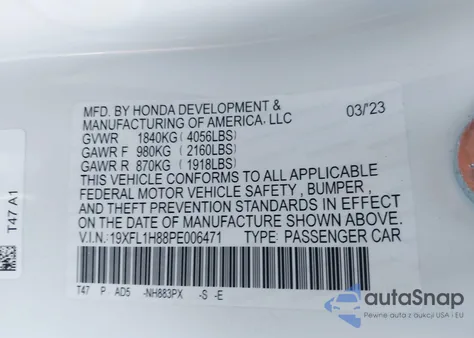 MFD. BY HONDA DEVELOPMENT & 03/'23
MANUFACTURING OF AMERICA, LLC
GVWR 1840KG ( 4056LBS)
GAWR F 980KG ( 2160LBS)
GAWR R 870KG ( 1918LBS)
THIS VEHICLE CONFORMS TO ALL APPLICABLE
FEDERAL MOTOR VEHICLE SAFETY , BUMPER ,
AND THEFT PREVENTION STANDARDS IN EFFECT
ON THE DATE OF MANUFACTURE SHOWN ABOVE.
V.I.N.: 19XFL1H88PE006471 TYPE: PASSENGER CAR
T47 P AD5 -NH883PX -S -E
T47 A1
autoSnap
Pewne auta z aukcji USA i EU